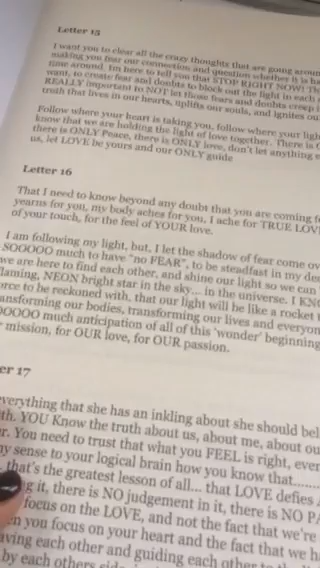 Letter 15
I want you to clear all the crazy thoughts that are going aroun
making you fear our connection and question whether it is
time around. I'm here to tell you that STOP RIGHT NOW!
want, to create fear and doubts to block out the light in each
REALLY important to NOT let those fears and doubts creep
truth that lives in our hearts, uplifts our souls, and ignites ou
Follow where your heart is taking you, follow where your ligh
know that we are holding the light of love together. There is
there is ONLY Peace, there is ONLY love, don't let anything
us, let LOVE be yours and our ONLY guide
Letter 16
That I need to know beyond any doubt that you are coming
yearns for you, my body aches for you, I ache for TRUE LOV
of your touch, for the feel of YOUR love.
I am following my light, but, I let the shadow of fear come ov
SOOOOO much to have "no FEAR", to be steadfast in my de
we are here to find each other, and shine our light so we can
flaming, NEON bright star in the sky... in the universe. I KN
orce to be reckoned with, that our light will be like a rocket
ansforming our bodies, transforming our lives and everyon
OOOOO much anticipation of all of this 'wonder' beginning
mission, for OUR love, for OUR passion.
er 17
everything that she has an inkling about she should bel
th. YOU Know the truth about us, about me, about ou
r. You need to trust that what you FEEL is right, ever
ny sense to your logical brain how you know that.......
that's the greatest lesson of all... that LOVE defies
g it, there is NO judgement in it, there is NO PA
focus on the LOVE, and not the fact that we're
n you focus on your heart and the fact that we ha
aving each other and guiding each other
by each others